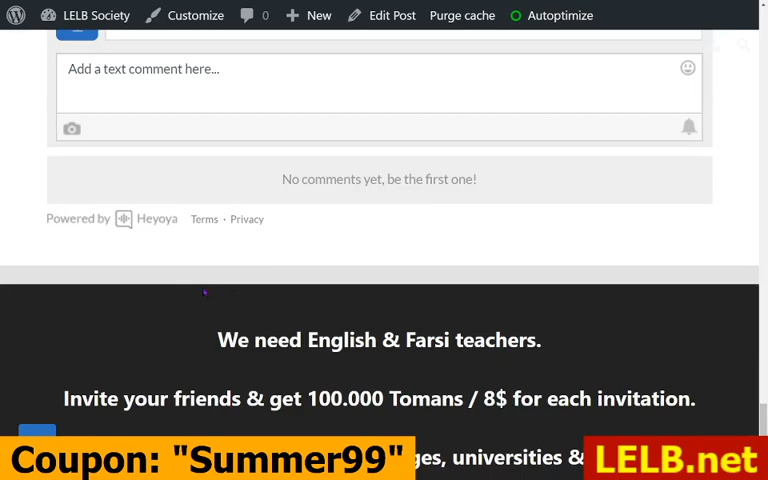 LELB Society Customize 0 New Edit Post Purge cache Autoptimize
Add a text comment here...
No comments yet, be the first one!
Powered by Heyoya Terms · Privacy
We need English & Farsi teachers.
Invite your friends & get 100.000 Tomans / 8$ for each invitation.
universities &
Coupon: "Summer99"
LELB.net